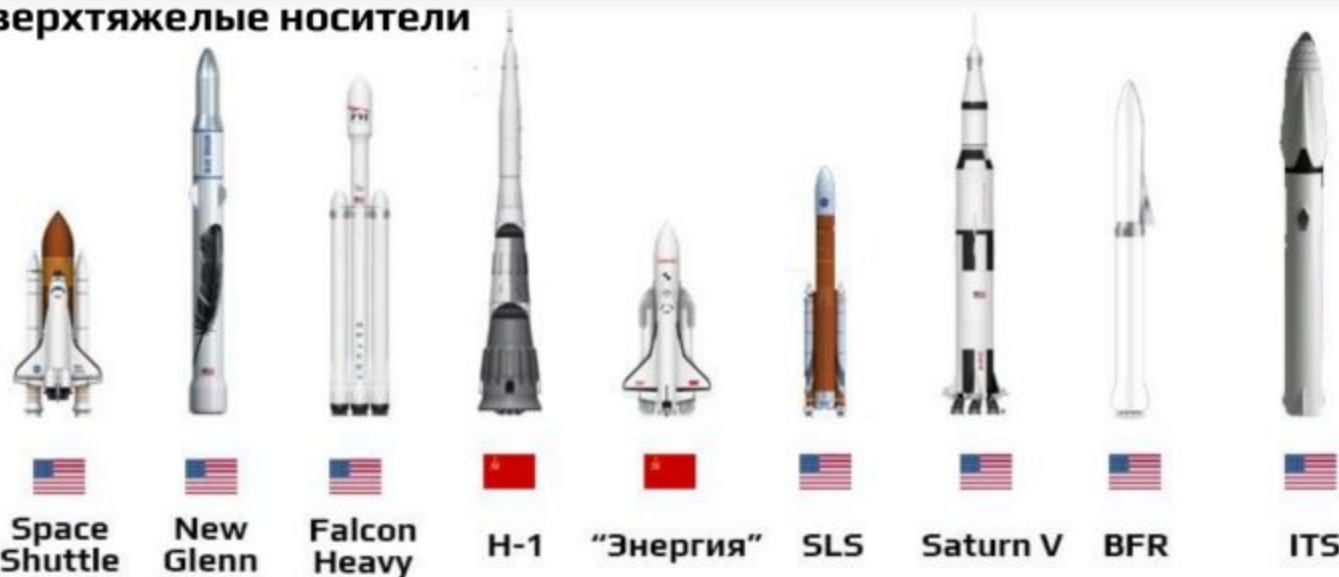 верхтяжелые носители
Space
Shuttle
New
Glenn
Falcon
Heavy
Н-1
“Энергия”
SLS
Saturn V
BFR
ITS